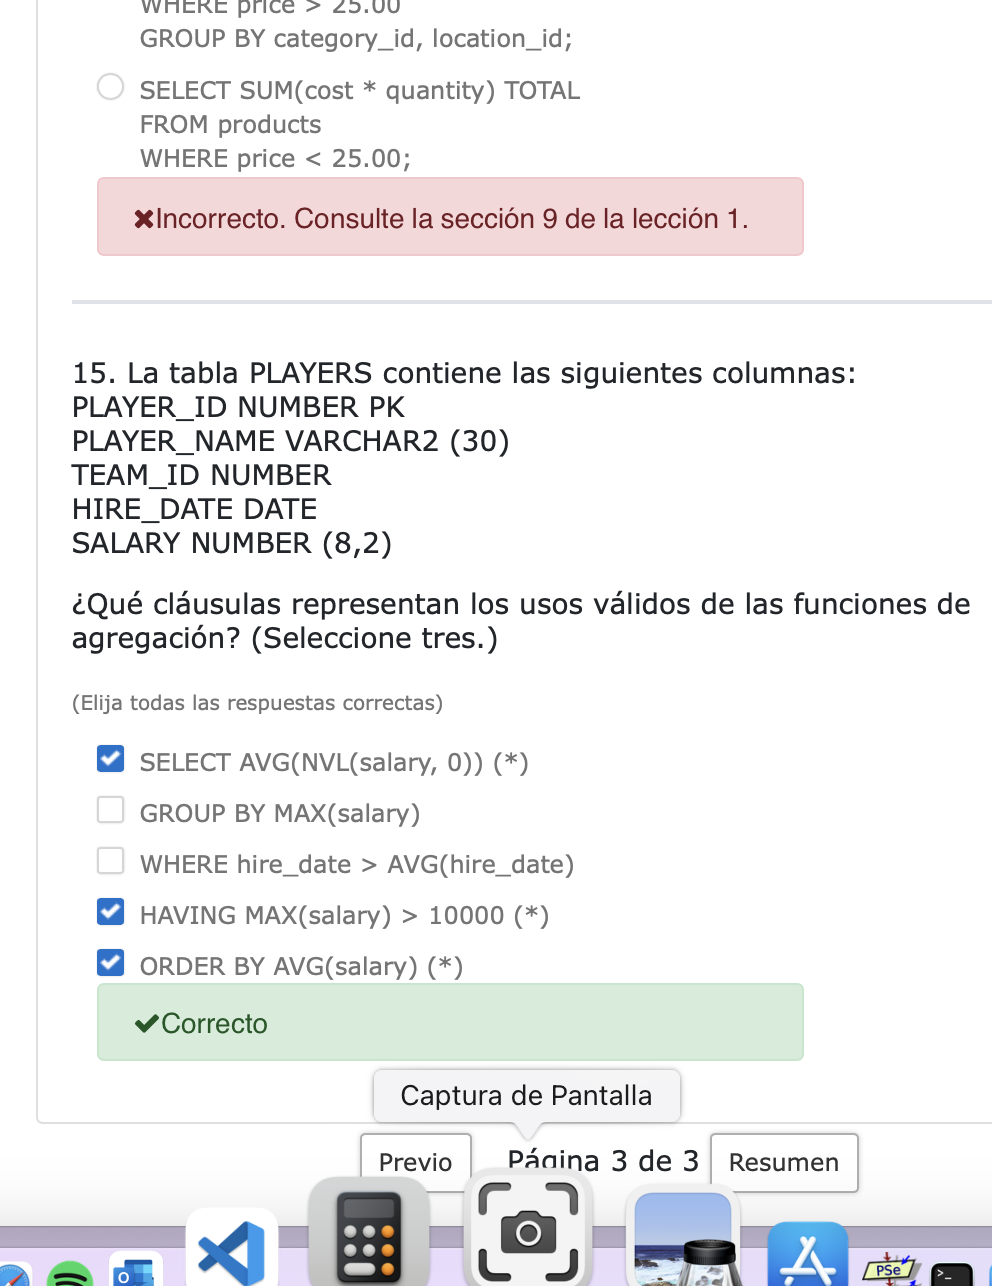 WHERE price > 25.00
GROUP BY category_id, location_id;
SELECT SUM(cost * quantity) TOTAL
FROM products
WHERE price < 25.00;
✖Incorrecto. Consulte la sección 9 de la lección 1.
15. La tabla PLAYERS contiene las siguientes columnas:
PLAYER_ID NUMBER PK
PLAYER_NAME VARCHAR2 (30)
TEAM_ID NUMBER
HIRE_DATE DATE
SALARY NUMBER (8,2)
¿Qué cláusulas representan los usos válidos de las funciones de
agregación? (Seleccione tres.)
(Elija todas las respuestas correctas)
SELECT AVG(NVL(salary, 0)) (*)
GROUP BY MAX(salary)
WHERE hire_date > AVG(hire_date)
HAVING MAX(salary) > 10000 (*)
ORDER BY AVG(salary) (*)
✔Correcto
Captura de Pantalla
Previo
Página 3 de 3
Resumen
O
PSe
>_